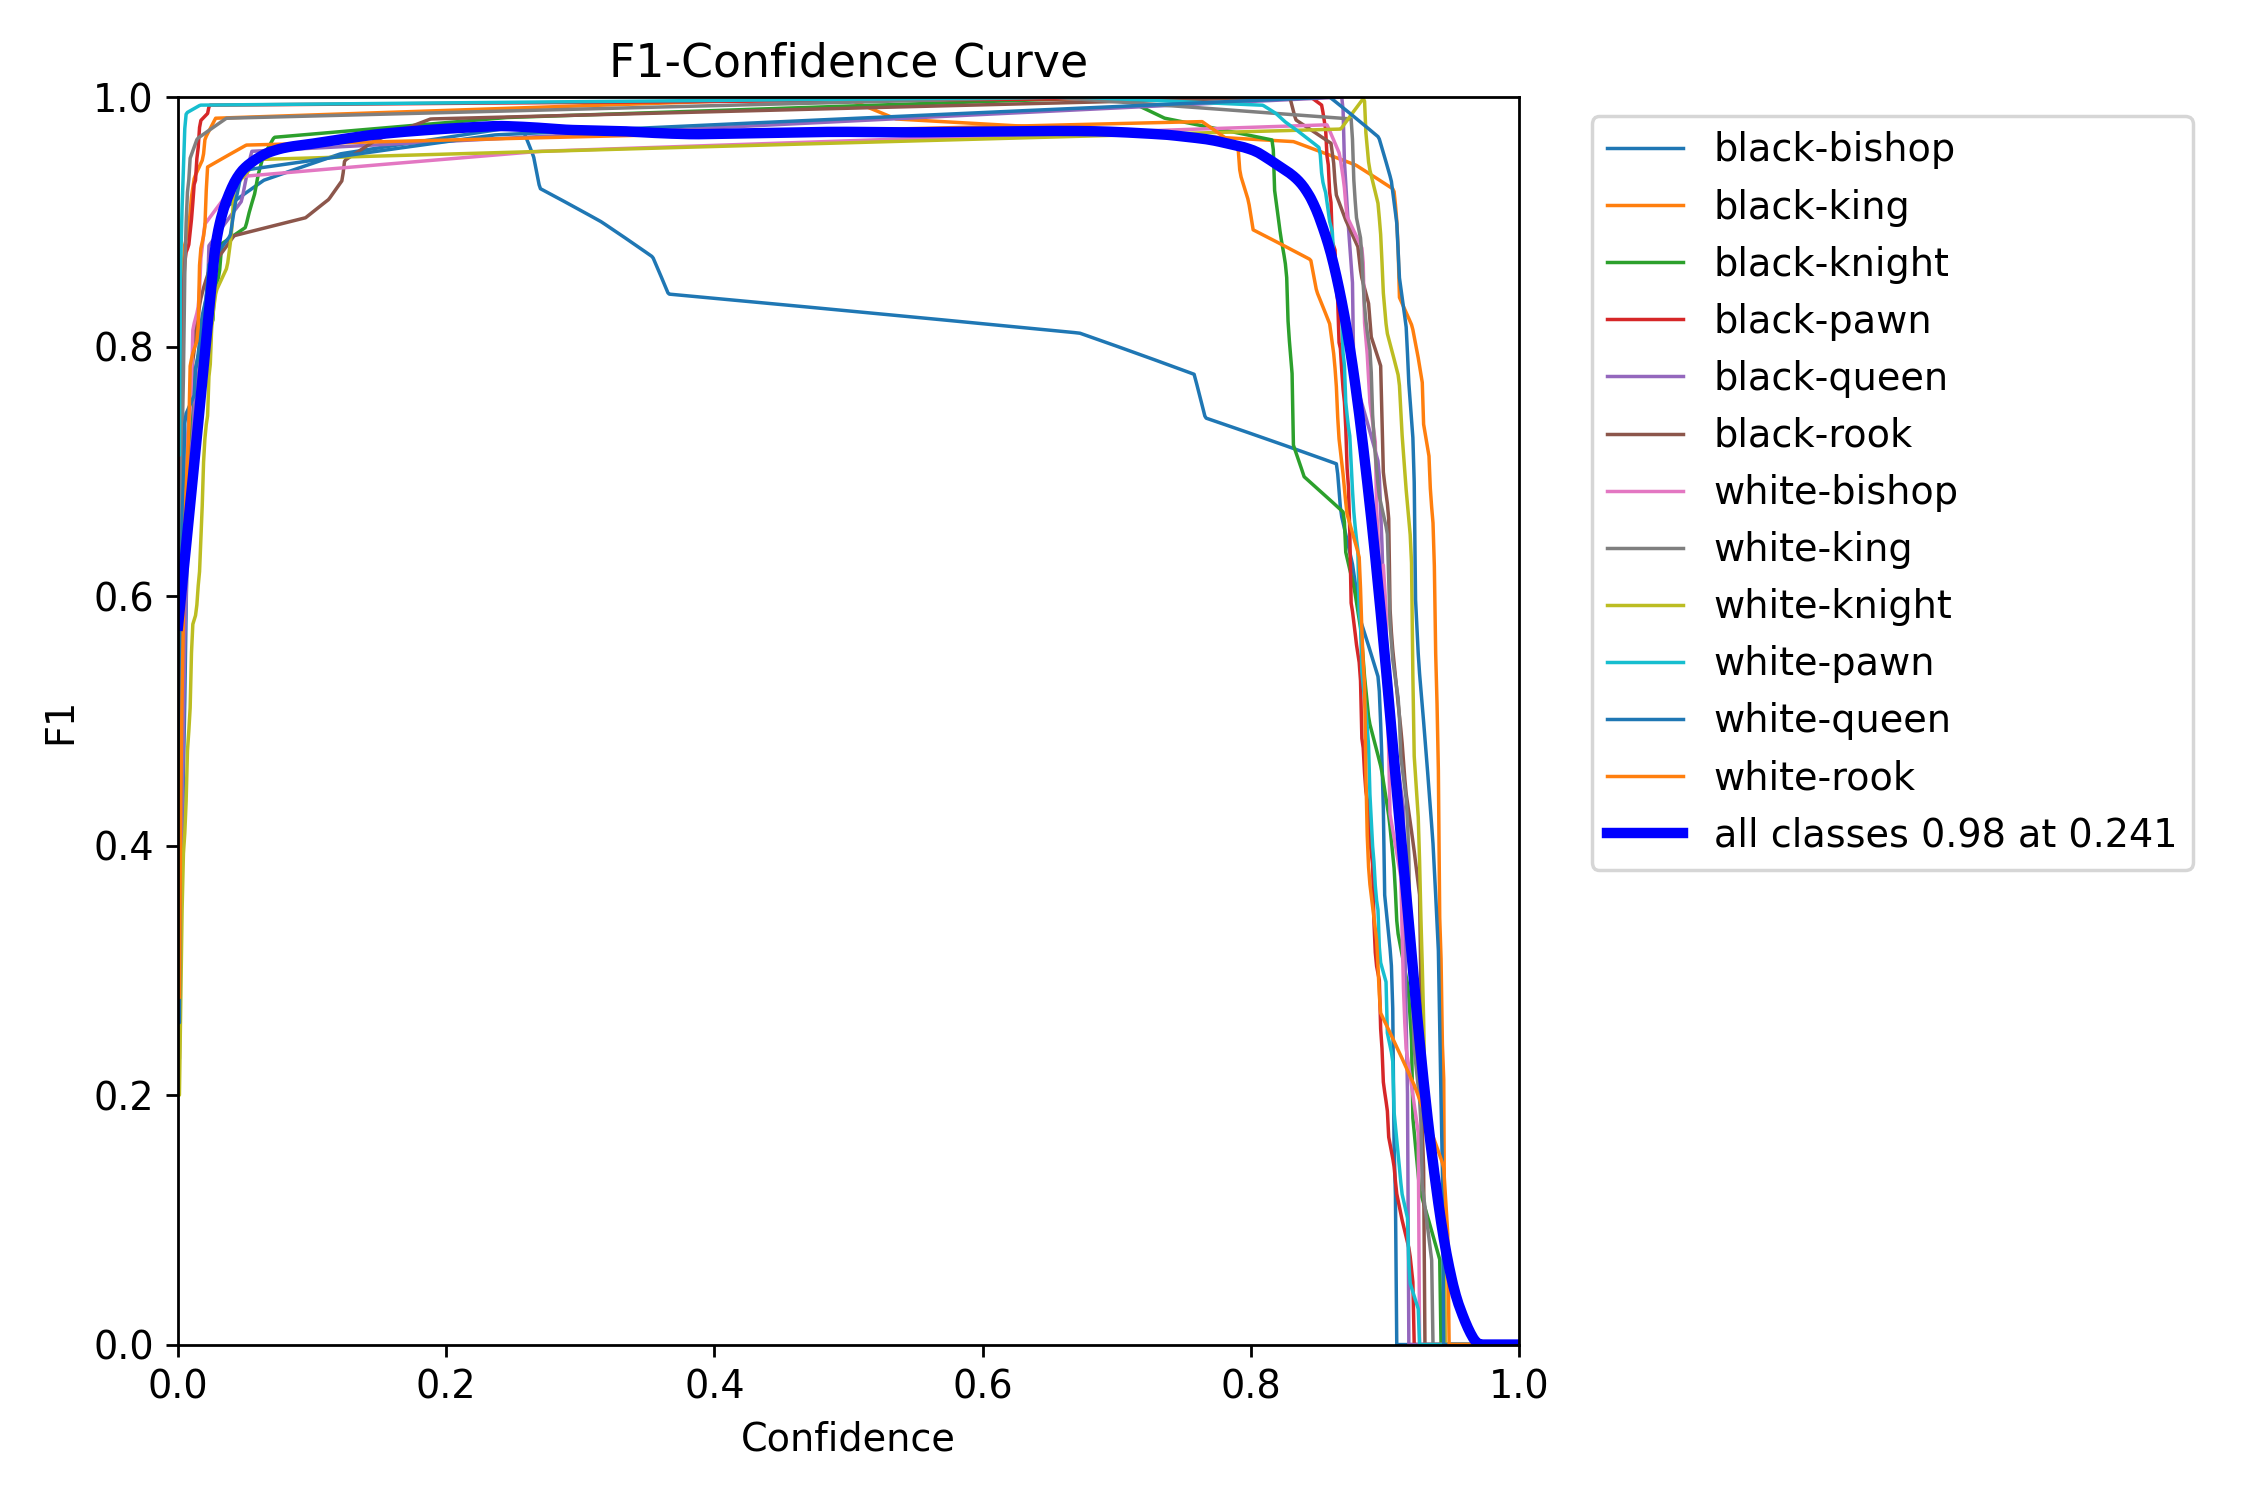 F1-Confidence Curve
1.0
0.8
0.6
0.4
0.2
0.0
F1
0.0 0.2 0.4 0.6 0.8 1.0
Confidence
black-bishop
black-king
black-knight
black-pawn
black-queen
black-rook
white-bishop
white-king
white-knight
white-pawn
white-queen
white-rook
all classes 0.98 at 0.241